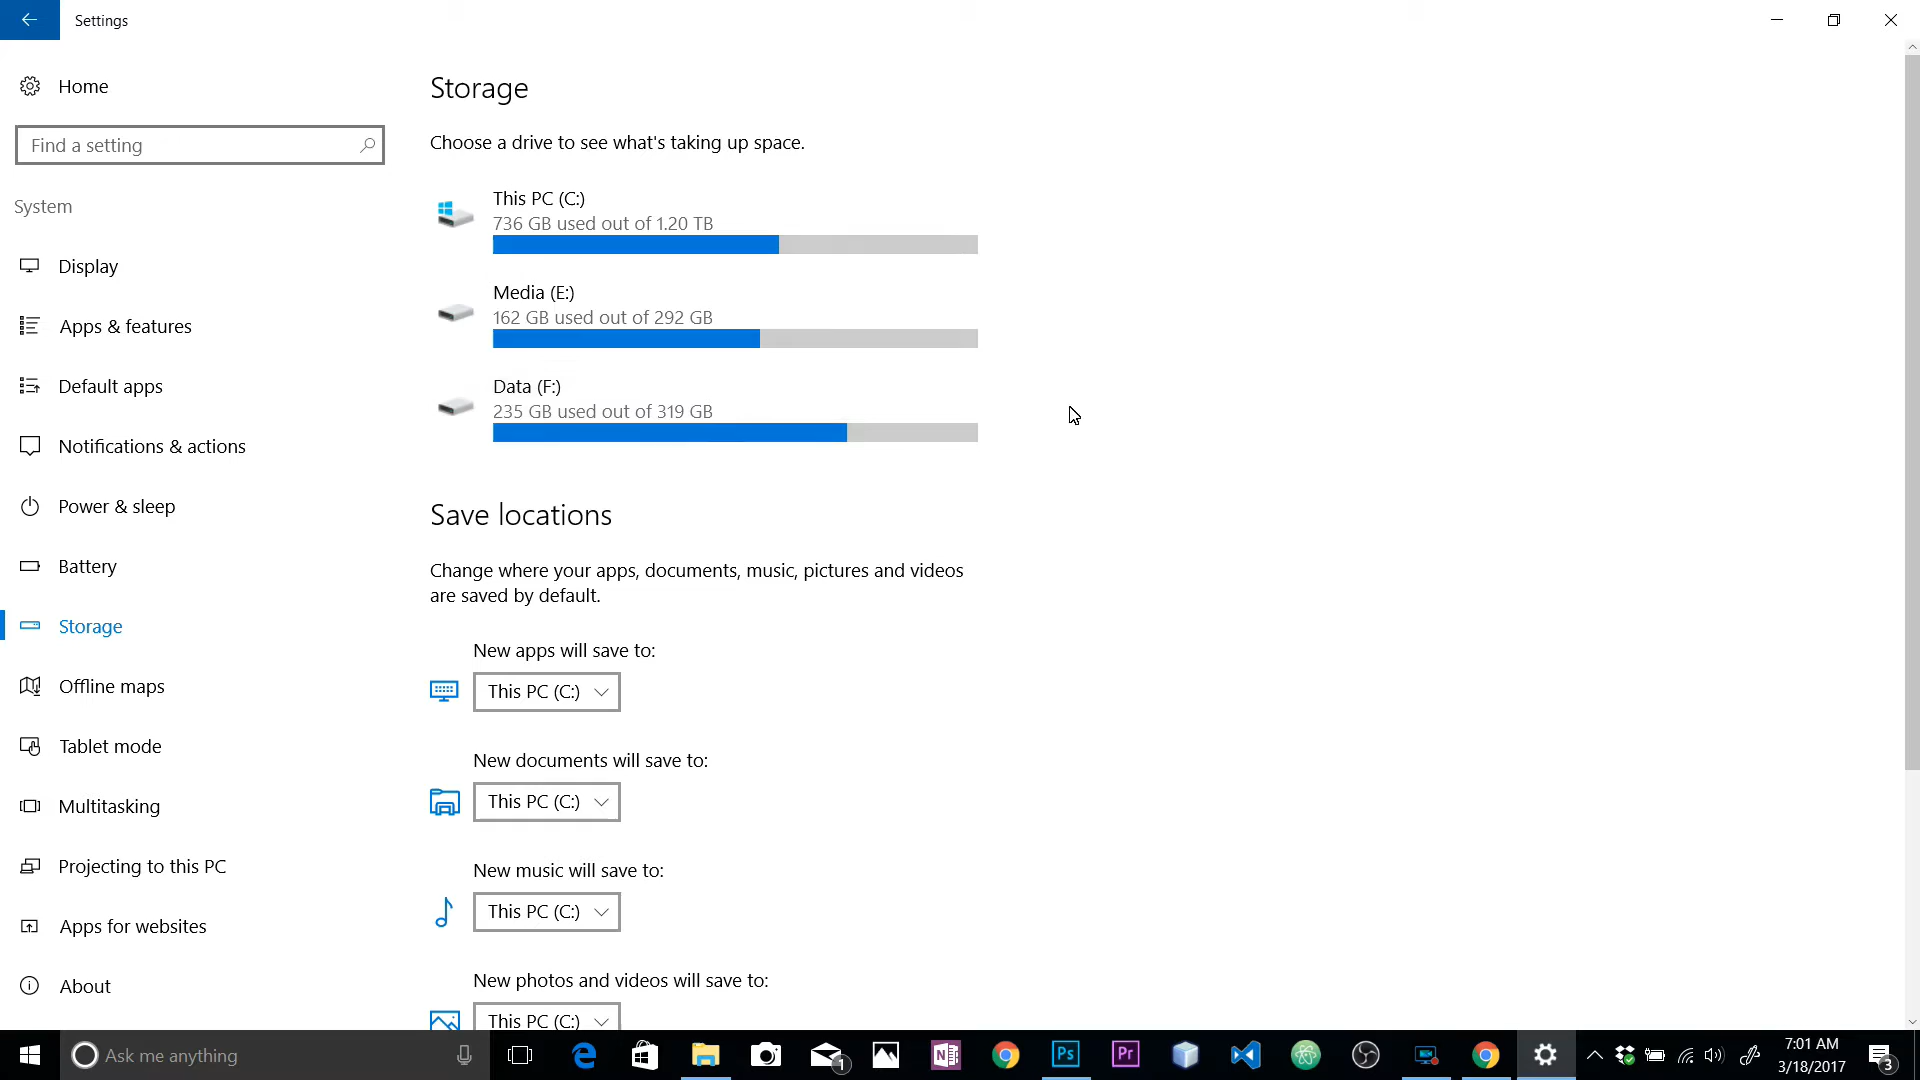 Settings
Home
Find a setting
System
Display
Apps & features
Default apps
Notifications & actions
Power & sleep
Battery
Storage
Offline maps
Tablet mode
Multitasking
Projecting to this PC
Apps for websites
About
Storage
Choose a drive to see what's taking up space.
This PC (C:)
736 GB used out of 1.20 TB
Media (E:)
162 GB used out of 292 GB
Data (F:)
235 GB used out of 319 GB
Save locations
Change where your apps, documents, music, pictures and videos
are saved by default.
New apps will save to:
This PC (C:)
New documents will save to:
This PC (C:)
New music will save to:
This PC (C:)
New photos and videos will save to:
This PC (C:)
Ask me anything
1
N
Ps
Pr
7:01 AM
3/18/2017
3